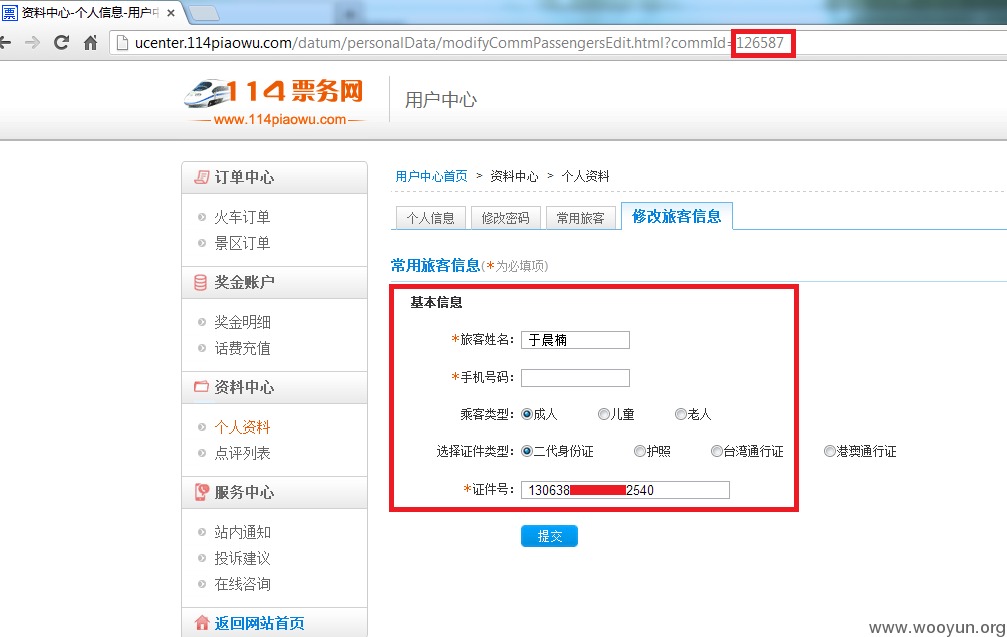 资料中心-个人信息-用户中
ucenter.114piaowu.com/datum/personalData/modifyCommPassengersEdit.html?commId=126587
114票务网
www.114piaowu.com
用户中心
订单中心
火车订单
景区订单
奖金账户
奖金明细
话费充值
资料中心
个人资料
点评列表
服务中心
站内通知
投诉建议
在线咨询
返回网站首页
用户中心首页 > 资料中心 > 个人资料
个人信息 修改密码 常用旅客 修改旅客信息
常用旅客信息(*为必填项)
基本信息
*旅客姓名: 于晨楠
*手机号码:
乘客类型: 成人 儿童 老人
选择证件类型: 二代身份证 护照 台湾通行证 港澳通行证
*证件号: 130638 2540
提交
www.wooyun.org